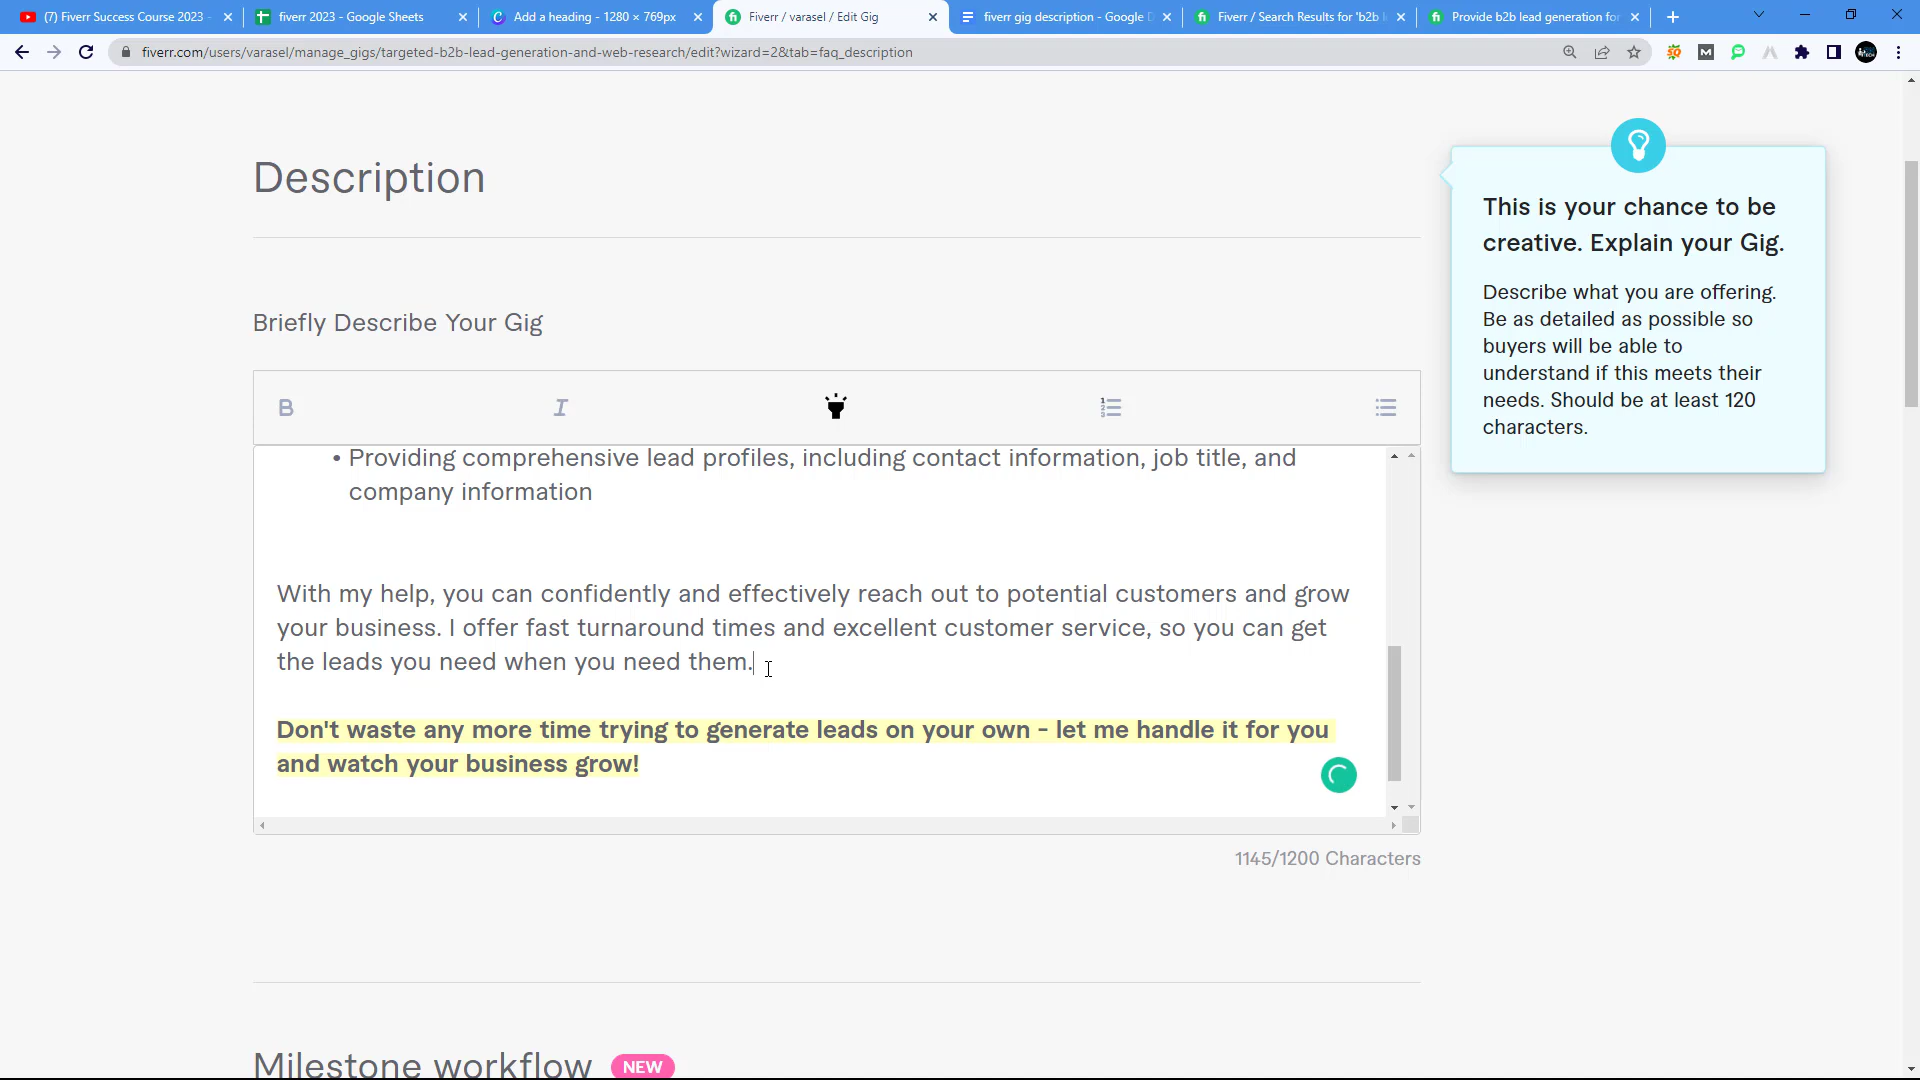 (7) Fiverr Success Course 2023 -
fiverr 2023 - Google Sheets
Add a heading - 1280 × 769px
Fiverr / varasel / Edit Gig
fiverr gig description - Google D
Fiverr / Search Results for 'b2b l
Provide b2b lead generation for
fiverr.com/users/varasel/manage_gigs/targeted-b2b-lead-generation-and-web-research/edit?wizard=2&tab=faq_description
Description
Briefly Describe Your Gig
B
I
• Providing comprehensive lead profiles, including contact information, job title, and
company information
With my help, you can confidently and effectively reach out to potential customers and grow
your business. I offer fast turnaround times and excellent customer service, so you can get
the leads you need when you need them.
Don't waste any more time trying to generate leads on your own - let me handle it for you
and watch your business grow!
1145/1200 Characters
Milestone workflow NEW
This is your chance to be
creative. Explain your Gig.
Describe what you are offering.
Be as detailed as possible so
buyers will be able to
understand if this meets their
needs. Should be at least 120
characters.